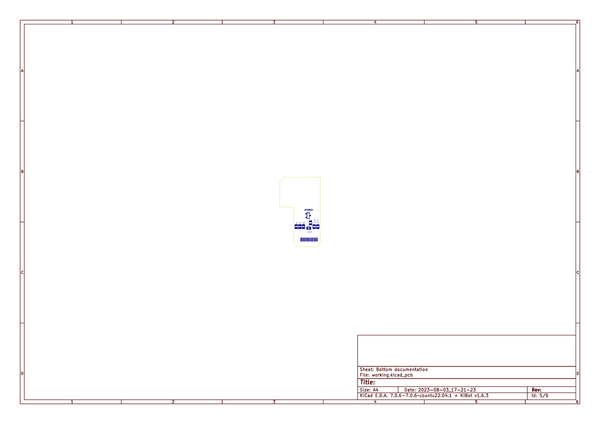 1 2 3 4 5 6
A A
B B
C C
D D
Sheet: Bottom documentation
File: working.kicad_pcb
Title:
Size: A4 Date: 2023-08-03_17-21-23 Rev:
KiCad E.D.A. 7.0.6-7.0.6~ubuntu22.04.1 + KiBot v1.6.3 Id: 5/6
1 2 3 4 5 6